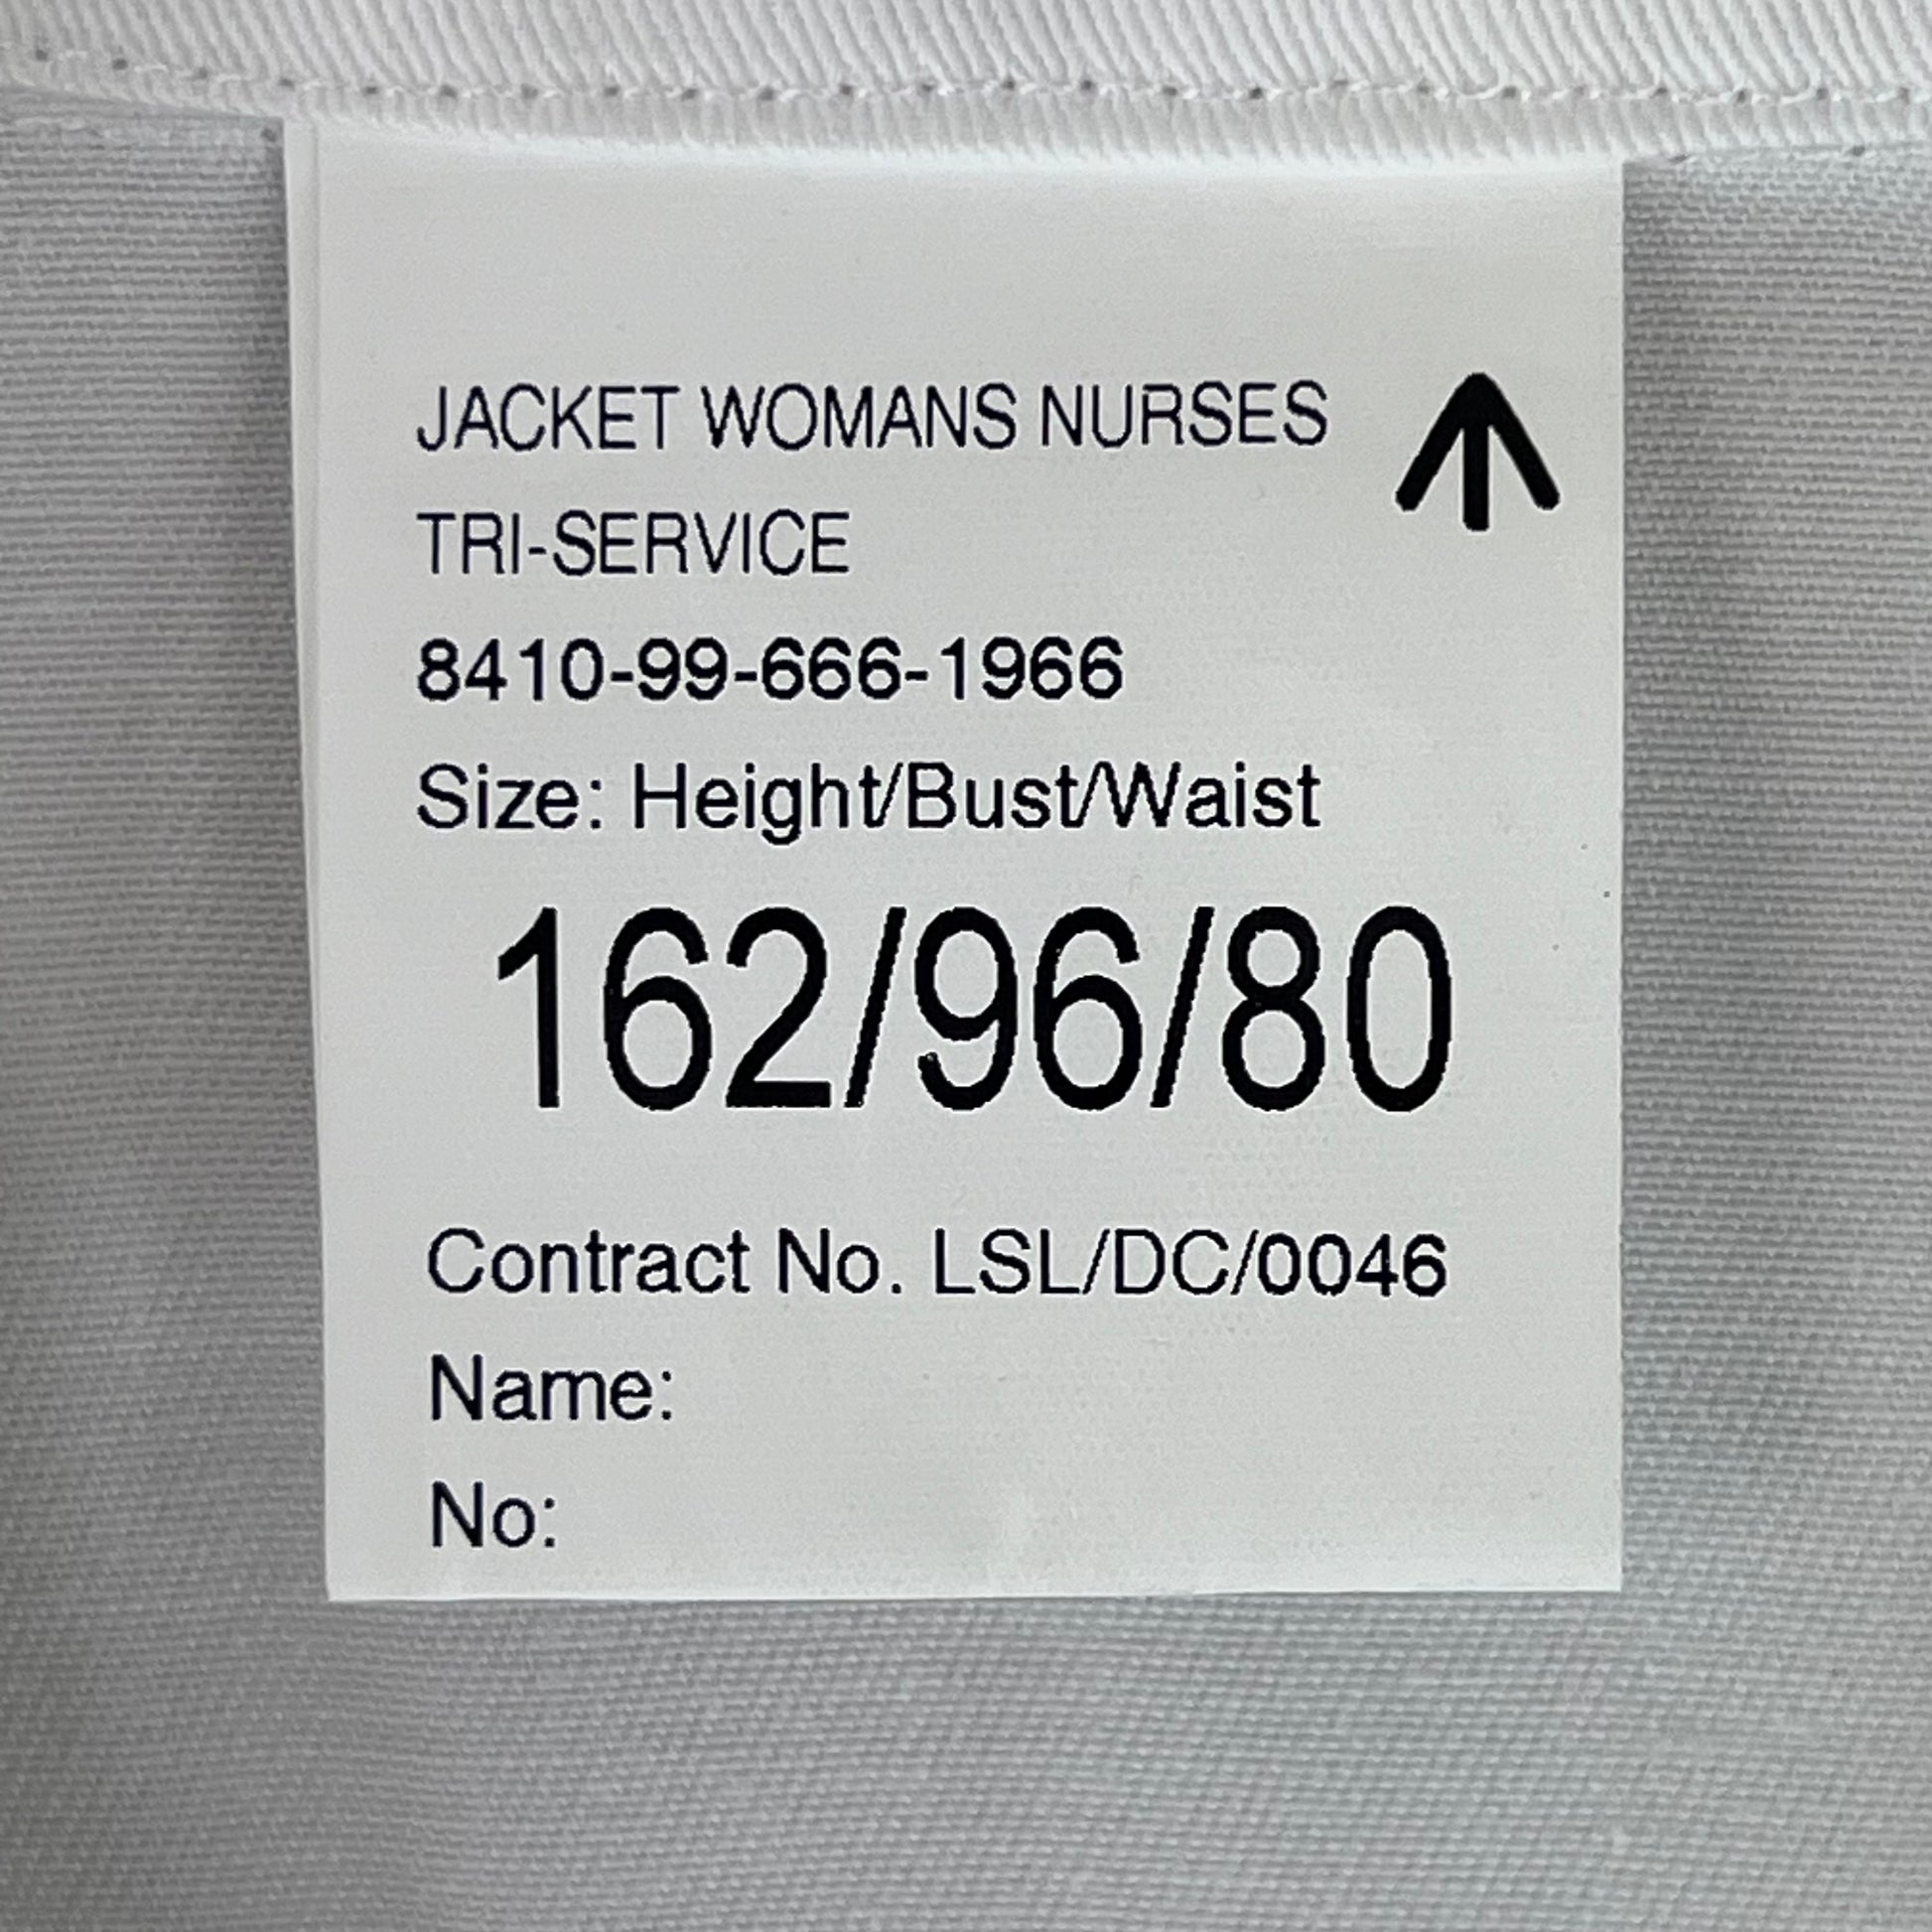 JACKET WOMANS NURSES
TRI-SERVICE
8410-99-666-1966
Size: Height/Bust/Waist
162/96/80
Contract No. LSL/DC/0046
Name:
No: